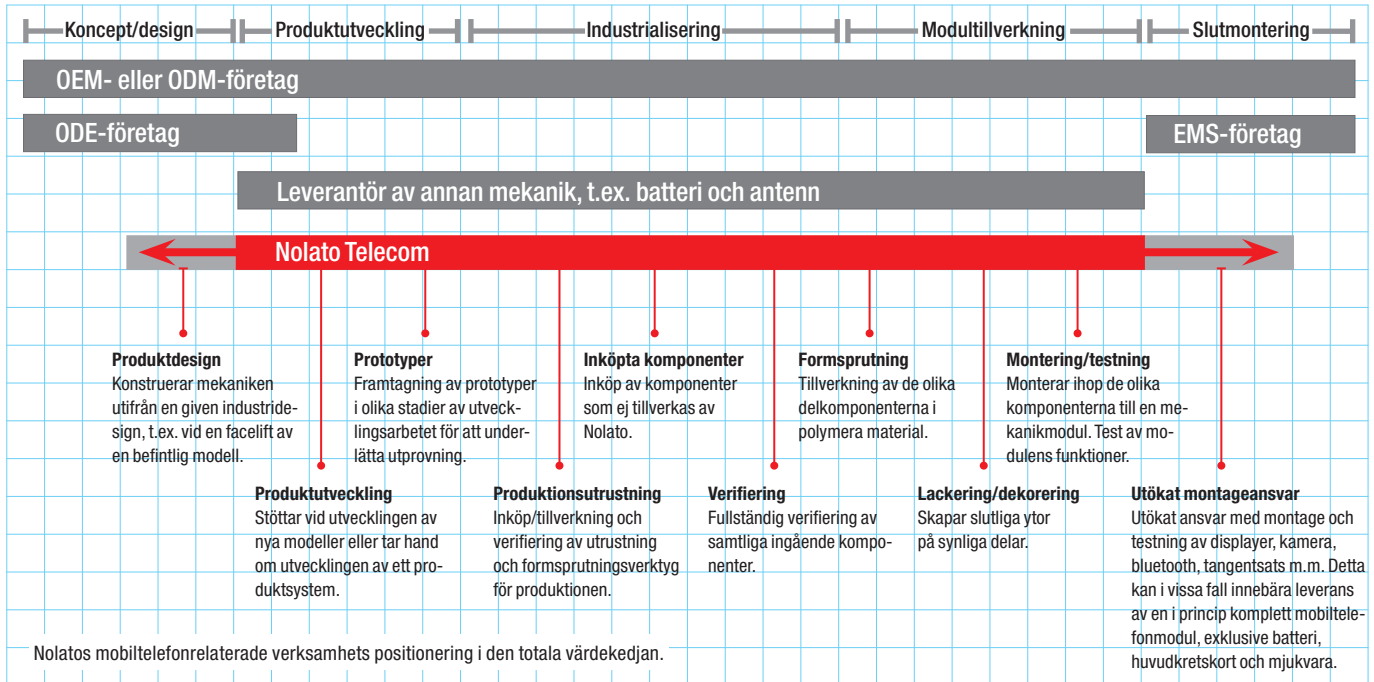 Koncept/design
Produktutveckling
Industrialisering
Modultillverkning
Slutmontering
OEM- eller ODM-företag
ODE-företag
EMS-företag
Leverantör av annan mekanik, t.ex. batteri och antenn
Nolato Telecom
Produktdesign
Konstruerar mekaniken
utifrån en given industride-
sign, t.ex. vid en facelift av
en befintlig modell.
Prototyper
Framtagning av prototyper
i olika stadier av utveck-
lingsarbetet för att under-
lätta utprovning.
Inköpta komponenter
Inköp av komponenter
som ej tillverkas av
Nolato.
Formsprutning
Tillverkning av de olika
delkomponenterna i
polymera material.
Montering/testning
Monterar ihop de olika
komponenterna till en me-
kanikmodul. Test av mo-
dulens funktioner.
Produktutveckling
Stöttar vid utvecklingen av
nya modeller eller tar hand
om utvecklingen av ett pro-
duktsystem.
Produktionsutrustning
Inköp/tillverkning och
verifiering av utrustning
och formsprutningsverktyg
för produktionen.
Verifiering
Fullständig verifiering av
samtliga ingående kompo-
nenter.
Lackering/dekorering
Skapar slutliga ytor
på synliga delar.
Utökat montageansvar
Utökat ansvar med montage och
testning av displayer, kamera,
bluetooth, tangentsats m.m. Detta
kan i vissa fall innebära leverans
av en i princip komplett mobiltele-
fonmodul, exklusive batteri,
huvudkretskort och mjukvara.
Nolatos mobiltelefonrelaterade verksamhets positionering i den totala värdekedjan.